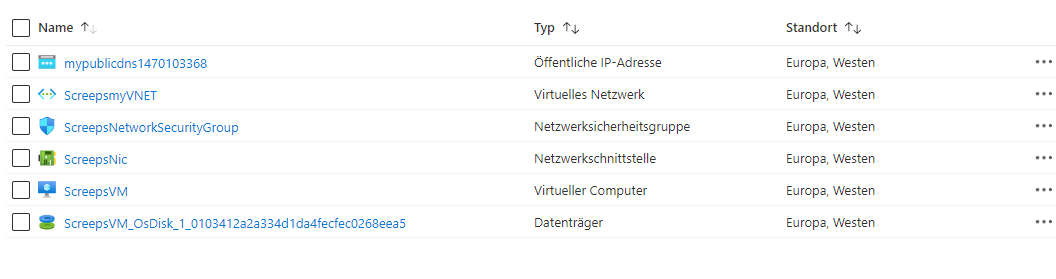 Name ↑↓ Typ ↑↓ Standort ↑↓
mypublicdns1470103368 Öffentliche IP-Adresse Europa, Westen ...
ScreepsmyVNET Virtuelles Netzwerk Europa, Westen ...
ScreepsNetworkSecurityGroup Netzwerksicherheitsgruppe Europa, Westen ...
ScreepsNic Netzwerkschnittstelle Europa, Westen ...
ScreepsVM Virtueller Computer Europa, Westen ...
ScreepsVM_OsDisk_1_0103412a2a334d1da4fecfec0268eea5 Datenträger Europa, Westen ...